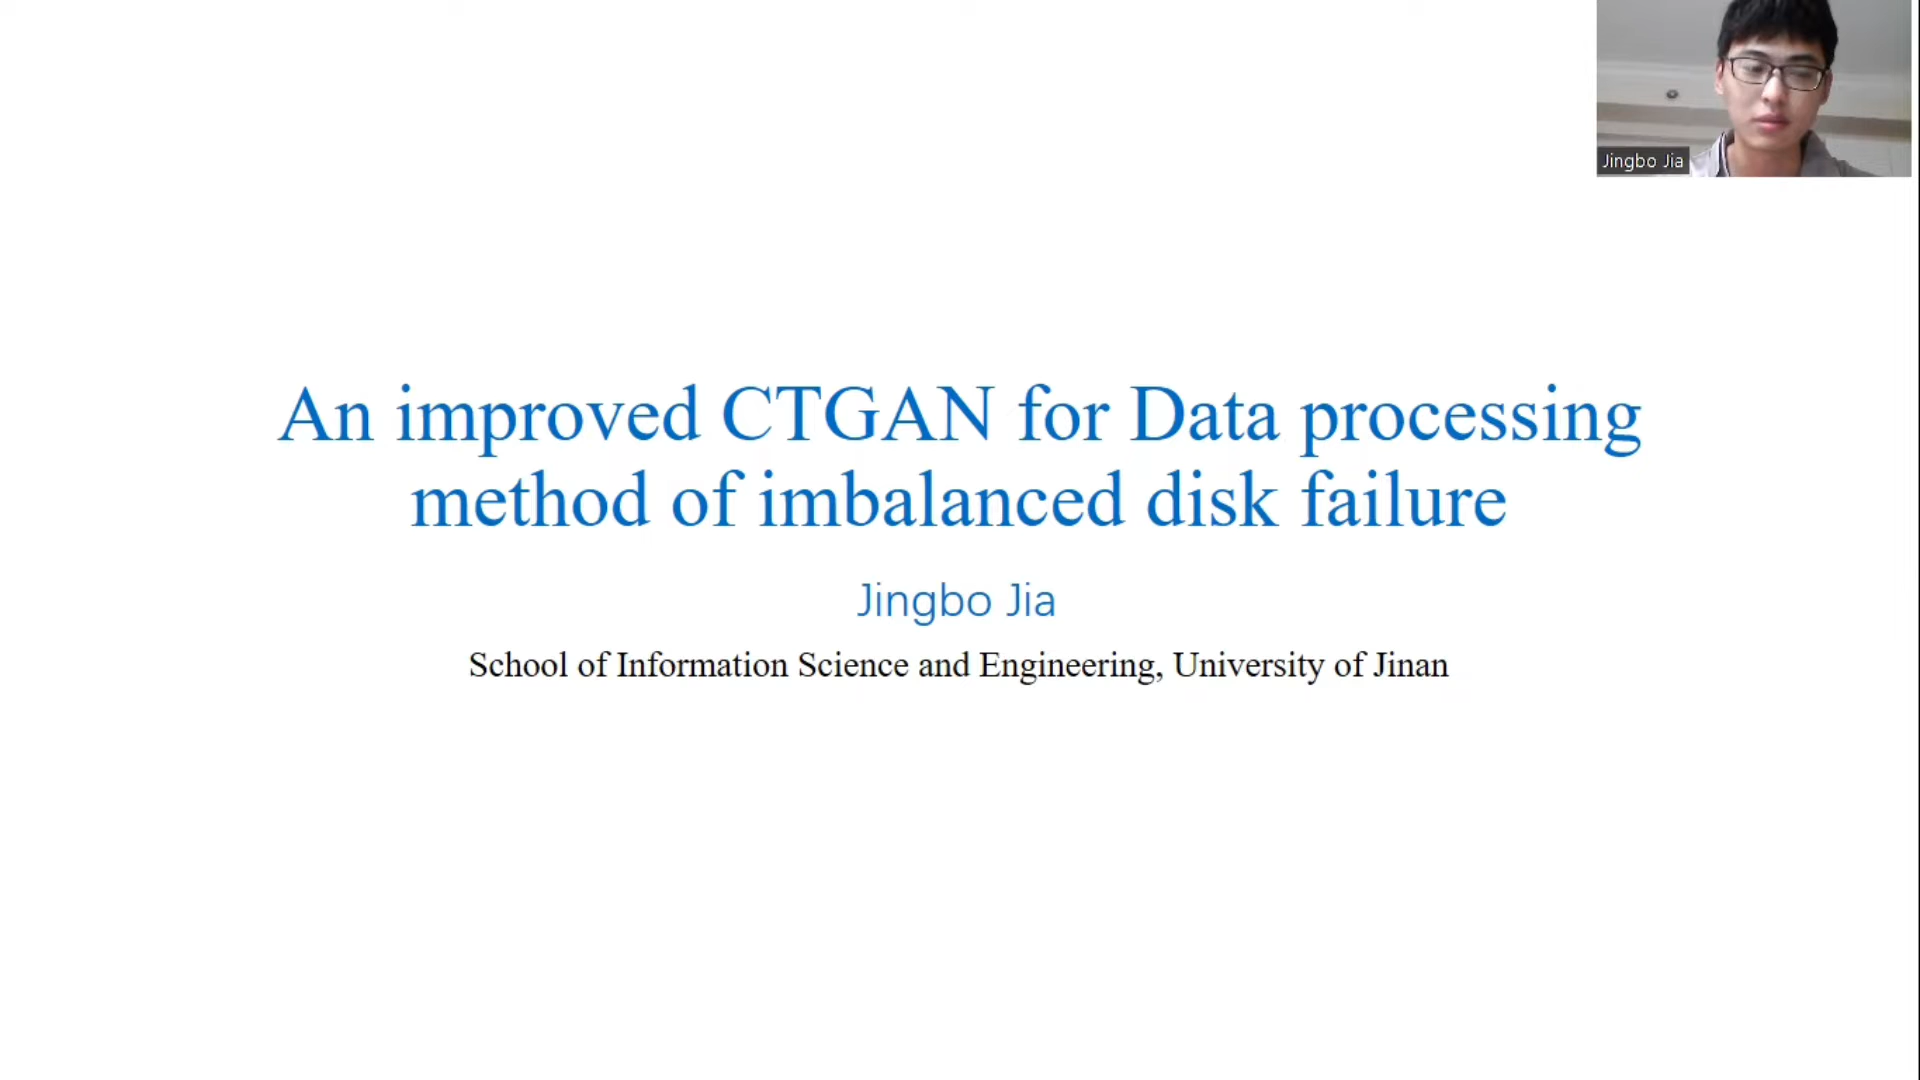 Jingbo Jia
An improved CTGAN for Data processing
method of imbalanced disk failure
Jingbo Jia
School of Information Science and Engineering, University of Jinan